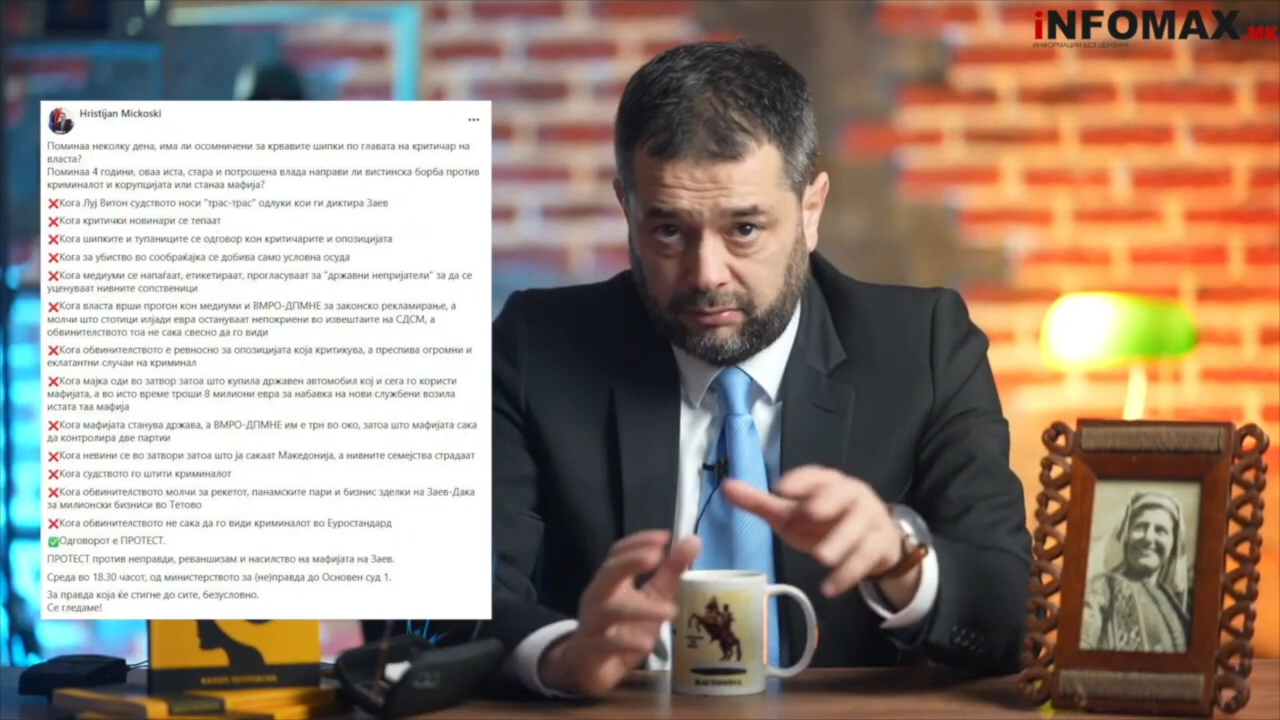 iNFOMAX.МК
ИНФОРМАЦИИ БЕЗ ЦЕНЗУРА
Hristijan Mickoski
Поминаа неколку дена, има ли осомничени за крвавите шипки по главата на критичар на
власта?
Поминаа 4 години, оваа иста, стара и потрошена влада направи ли вистинска борба против
криминалот и корупцијата или станаа мафија?
❌Кога Луј Витон судството носи "трас-трас" одлуки кои ги диктира Заев
❌Кога критички новинари се тепаат
❌Кога шипките и тупаниците се одговор кон критичарите и опозицијата
❌Кога за убиство во сообраќајка се добива само условна осуда
❌Кога медиуми се напаѓаат, етикетираат, прогласуваат за "државни непријатели" за да се
уценуваат нивните сопственици
❌Кога власта врши прогон кон медиуми и ВМРО-ДПМНЕ за законско рекламирање, а
молчи што стотици илјади евра остануваат непокриени во извештаите на СДСМ, а
обвинителството тоа не сака свесно да го види
❌Кога обвинителството е ревносно за опозицијата која критикува, а преспива огромни и
еклатантни случаи на криминал
❌Кога мајка оди во затвор затоа што купила државен автомобил кој и сега го користи
мафијата, а во исто време троши 8 милиони евра за набавка на нови службени возила
истата таа мафија
❌Кога мафијата станува држава, а ВМРО-ДПМНЕ им е трн во око, затоа што мафијата сака
да контролира две партии
❌Кога невини се во затвори затоа што ја сакаат Македонија, а нивните семејства страдаат
❌Кога судството го штити криминалот
❌Кога обвинителството молчи за рекетот, панамските пари и бизнис зделки на Заев-Дака
за милионски бизниси во Тетово
❌Кога обвинителството не сака да го види криминалот во Еуростандард
✅Одговорот е ПРОТЕСТ.
ПРОТЕСТ против неправди, реваншизам и насилство на мафијата на Заев.
Среда во 18.30 часот, од министерството за (не)правда до Основен суд 1.
За правда која ќе стигне до сите, безусловно.
Се гледаме!